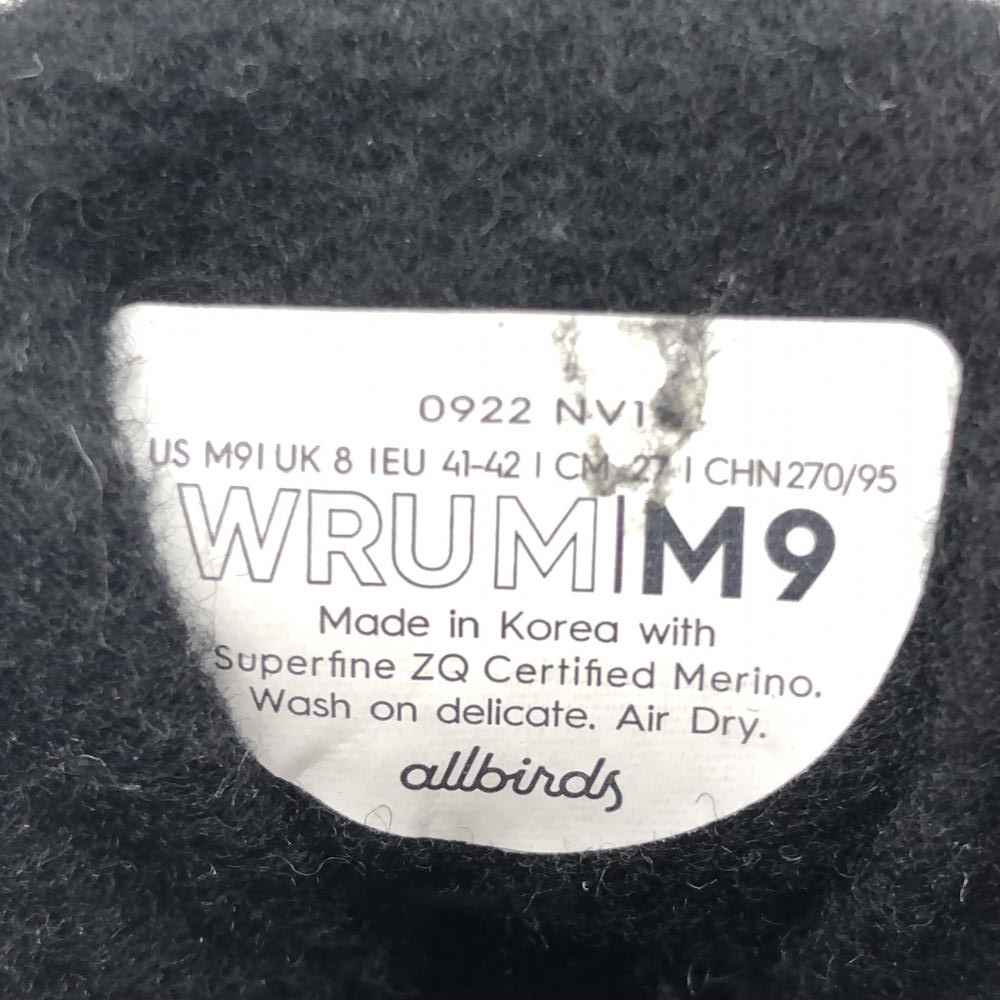 0922 NV1
US M9 | UK 8 | EU 41-42 | CM 27 | CHN 270/95
WRUM|M9
Made in Korea with
Superfine ZQ Certified Merino.
Wash on delicate. Air Dry.
allbirds